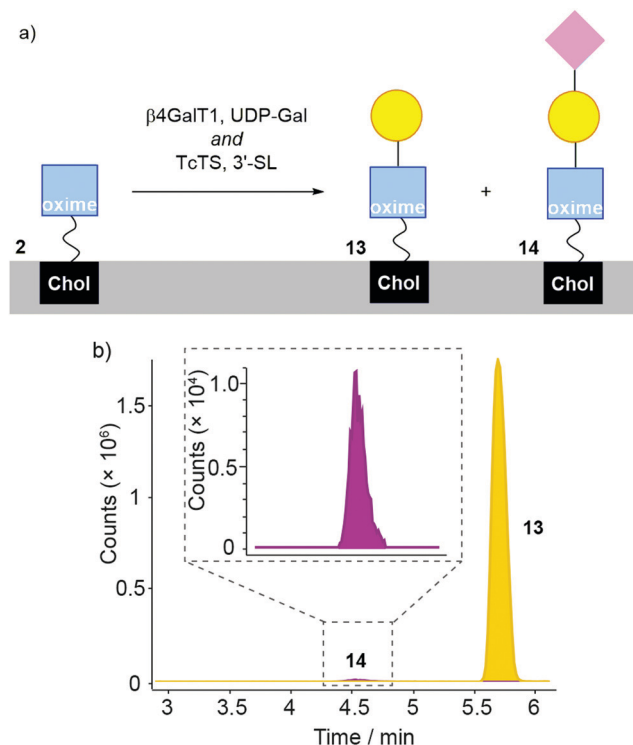 a)
β4GalT1, UDP-Gal
and
TcTS, 3'-SL
oxime
oxime
+
oxime
2
13
14
Chol
Chol
Chol
b)
Counts (× 10⁶)
1.5
1
0.5
0
Counts (× 10⁴)
1.0
0.5
0
14
13
3
3.5
4
4.5
5
5.5
6
Time / min